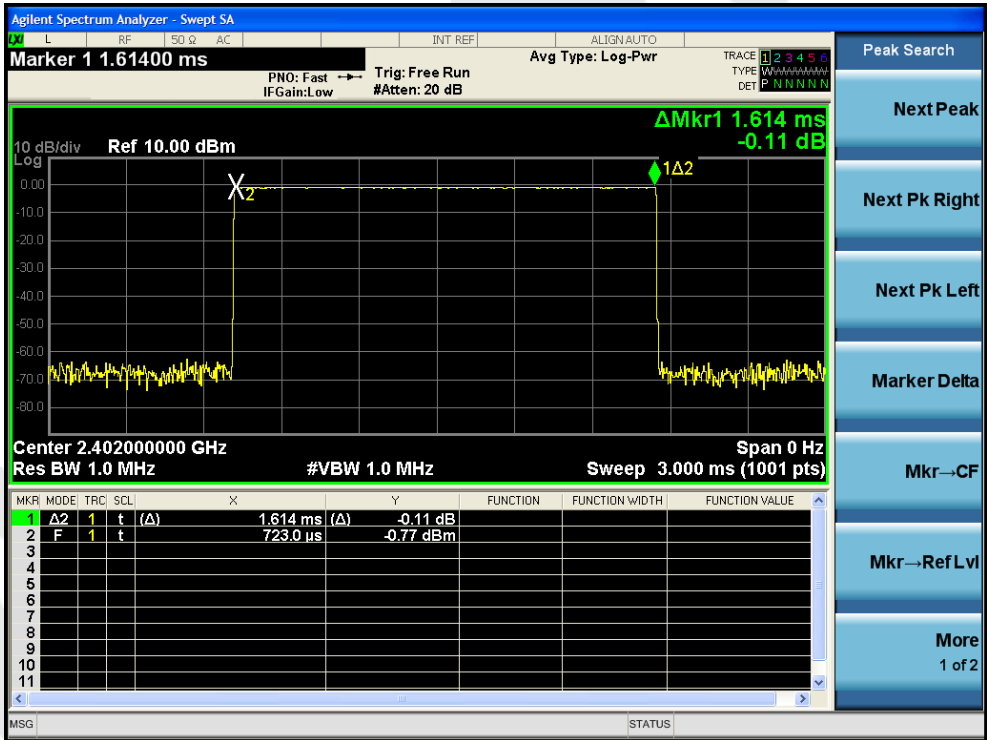 Agilent Spectrum Analyzer - Swept SA
LXI L RF 50 Ω AC INT REF ALIGN AUTO
Marker 1 1.61400 ms
PNO: Fast
IFGain:Low
Trig: Free Run
#Atten: 20 dB
Avg Type: Log-Pwr
TRACE 1 2 3 4 5 6
TYPE WWWWWW
DET P N N N N N
ΔMkr1 1.614 ms
-0.11 dB
10 dB/div Ref 10.00 dBm
Log
1Δ2
0.00
2
-10.0
-20.0
-30.0
-40.0
-50.0
-60.0
-70.0
-80.0
Center 2.402000000 GHz Span 0 Hz
Res BW 1.0 MHz #VBW 1.0 MHz Sweep 3.000 ms (1001 pts)
MKR MODE TRC SCL X Y FUNCTION FUNCTION WIDTH FUNCTION VALUE
1 Δ2 1 t (Δ) 1.614 ms (Δ) -0.11 dB
2 F 1 t 723.0 µs -0.77 dBm
3
4
5
6
7
8
9
10
11
MSG STATUS
Peak Search
Next Peak
Next Pk Right
Next Pk Left
Marker Delta
Mkr→CF
Mkr→Ref Lvl
More
1 of 2